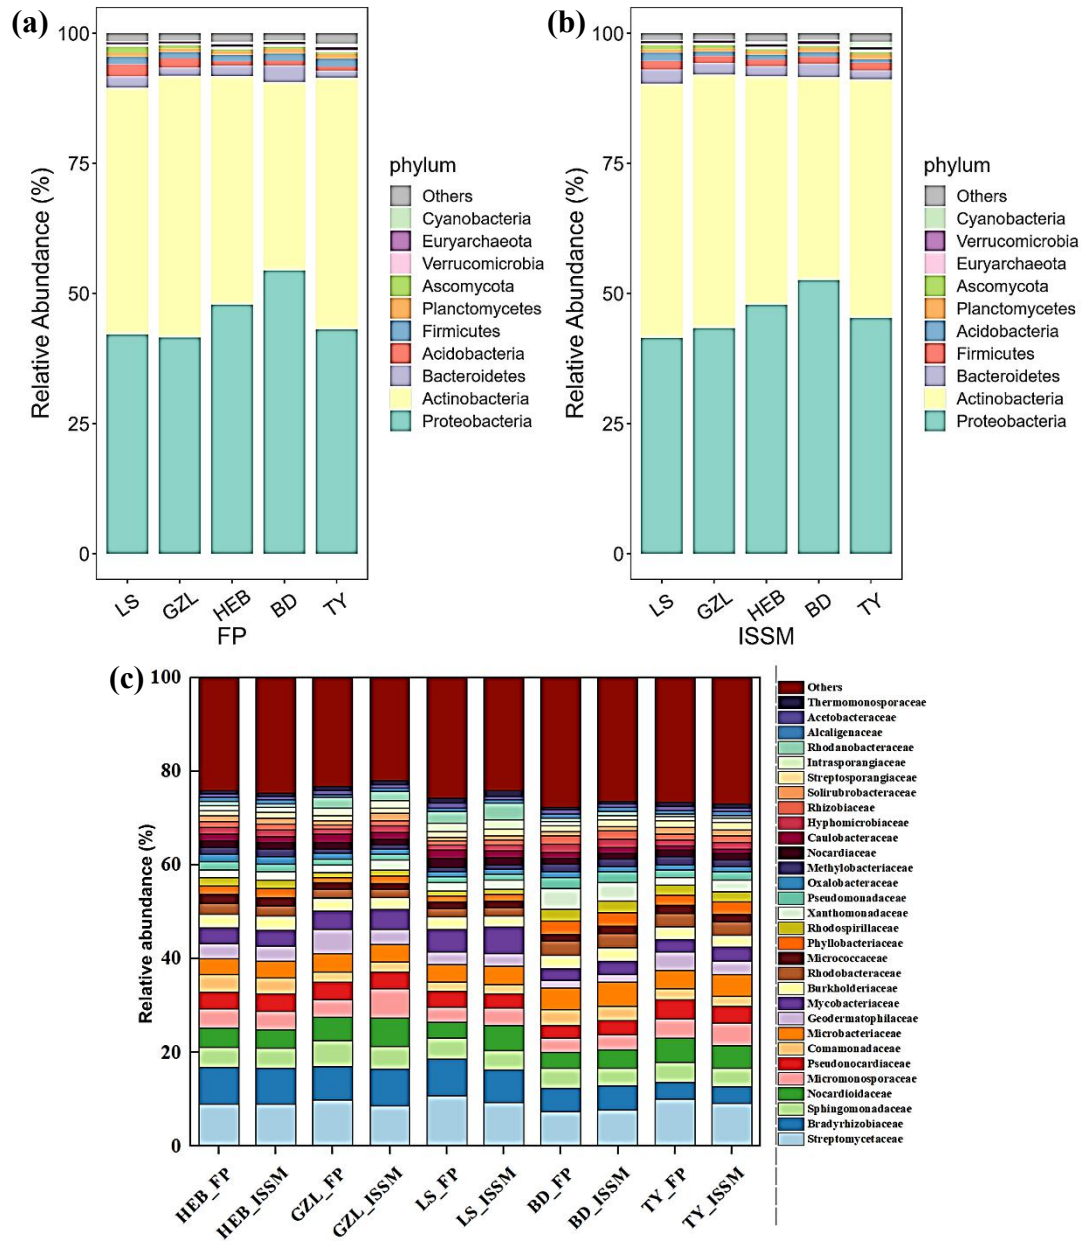 (a)
100
75
50
25
0
Relative Abundance (%)
LS
GZL
HEB
BD
TY
FP
phylum
Others
Cyanobacteria
Euryarchaeota
Verrucomicrobia
Ascomycota
Planctomycetes
Firmicutes
Acidobacteria
Bacteroidetes
Actinobacteria
Proteobacteria
(b)
100
75
50
25
0
Relative Abundance (%)
LS
GZL
HEB
BD
TY
ISSM
phylum
Others
Cyanobacteria
Verrucomicrobia
Euryarchaeota
Ascomycota
Planctomycetes
Acidobacteria
Firmicutes
Bacteroidetes
Actinobacteria
Proteobacteria
(c)
100
80
60
40
20
0
Relative abundance (%)
HEB_FP
HEB_ISSM
GZL_FP
GZL_ISSM
LS_FP
LS_ISSM
BD_FP
BD_ISSM
TY_FP
TY_ISSM
Others
Thermomonosporaceae
Acetobacteraceae
Alcaligenaceae
Rhodanobacteraceae
Intrasporangiaceae
Streptosporangiaceae
Solirubrobacteraceae
Rhizobiaceae
Hyphomicrobiaceae
Caulobacteraceae
Nocardiaceae
Methylobacteriaceae
Oxalobacteraceae
Pseudomonadaceae
Xanthomonadaceae
Rhodospirillaceae
Phyllobacteriaceae
Micrococcaceae
Rhodobacteraceae
Burkholderiaceae
Mycobacteriaceae
Geodermatophilaceae
Microbacteriaceae
Comamonadaceae
Pseudonocardiaceae
Micromonosporaceae
Nocardioidaceae
Sphingomonadaceae
Bradyrhizobiaceae
Streptomycetaceae